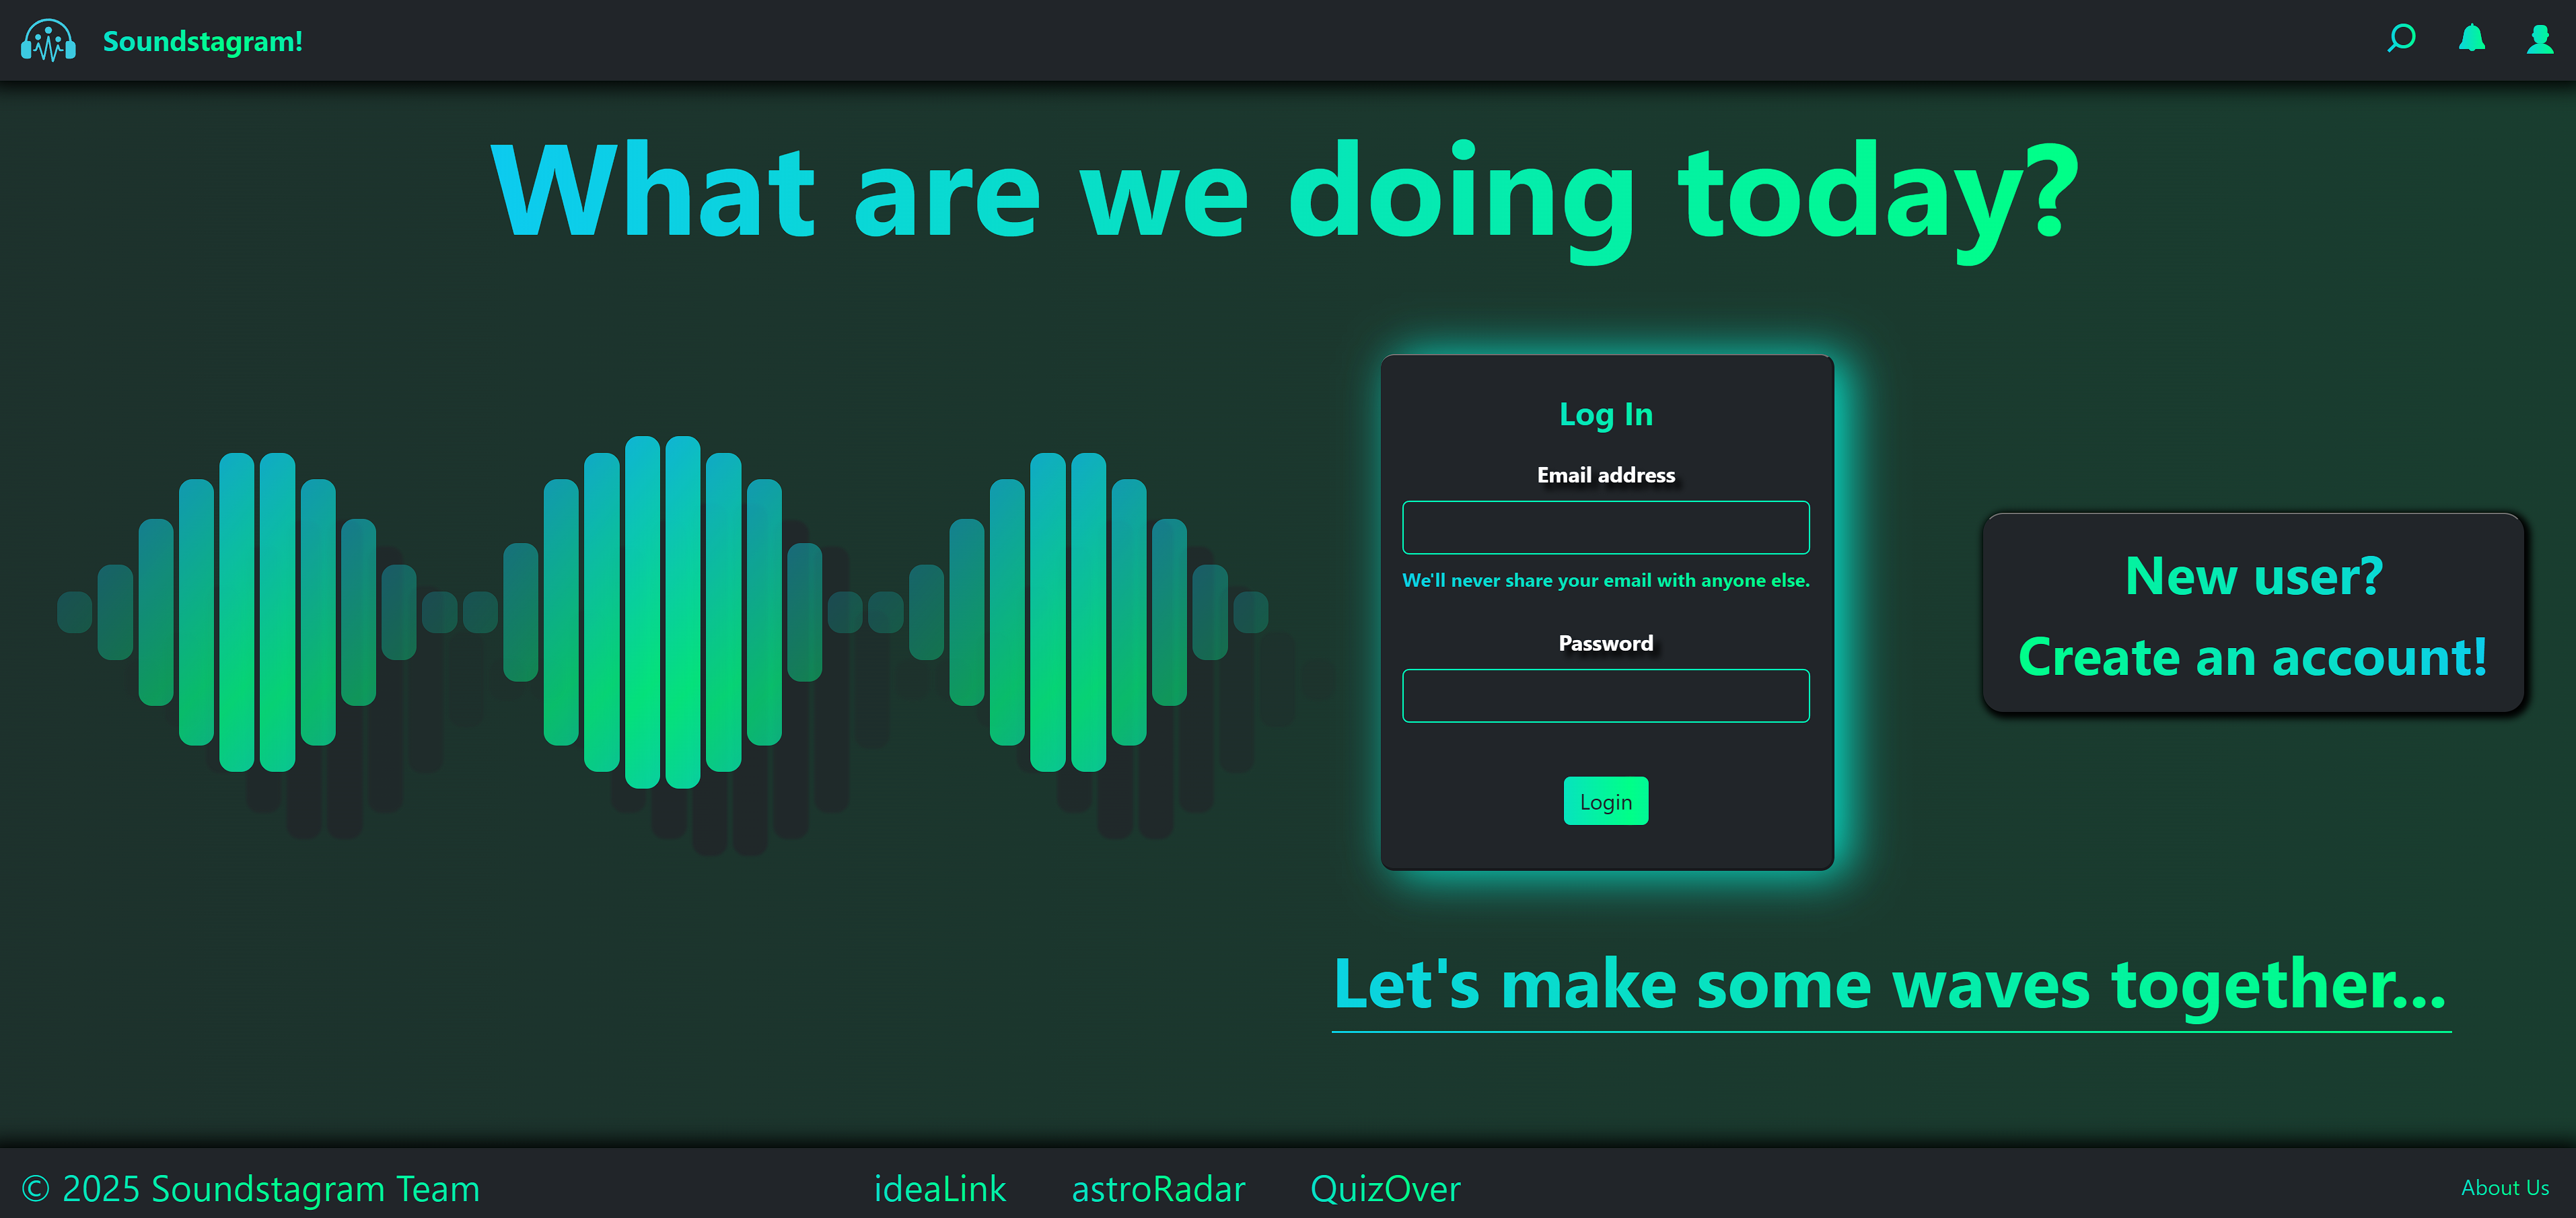 Soundstagram!
What are we doing today?
Log In
Email address
We'll never share your email with anyone else.
Password
Login
New user?
Create an account!
Let's make some waves together...
© 2025 Soundstagram Team
ideaLink
astroRadar
QuizOver
About Us